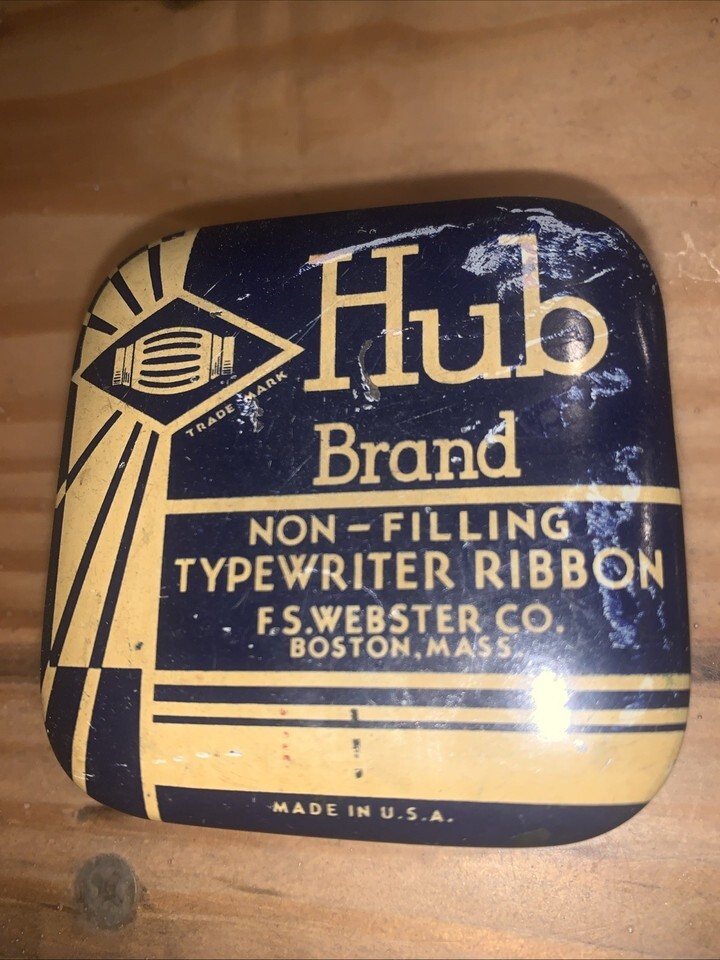 Hub
TRADE MARK
Brand
NON-FILLING
TYPEWRITER RIBBON
F.S.WEBSTER CO.
BOSTON, MASS.
MADE IN U.S.A.